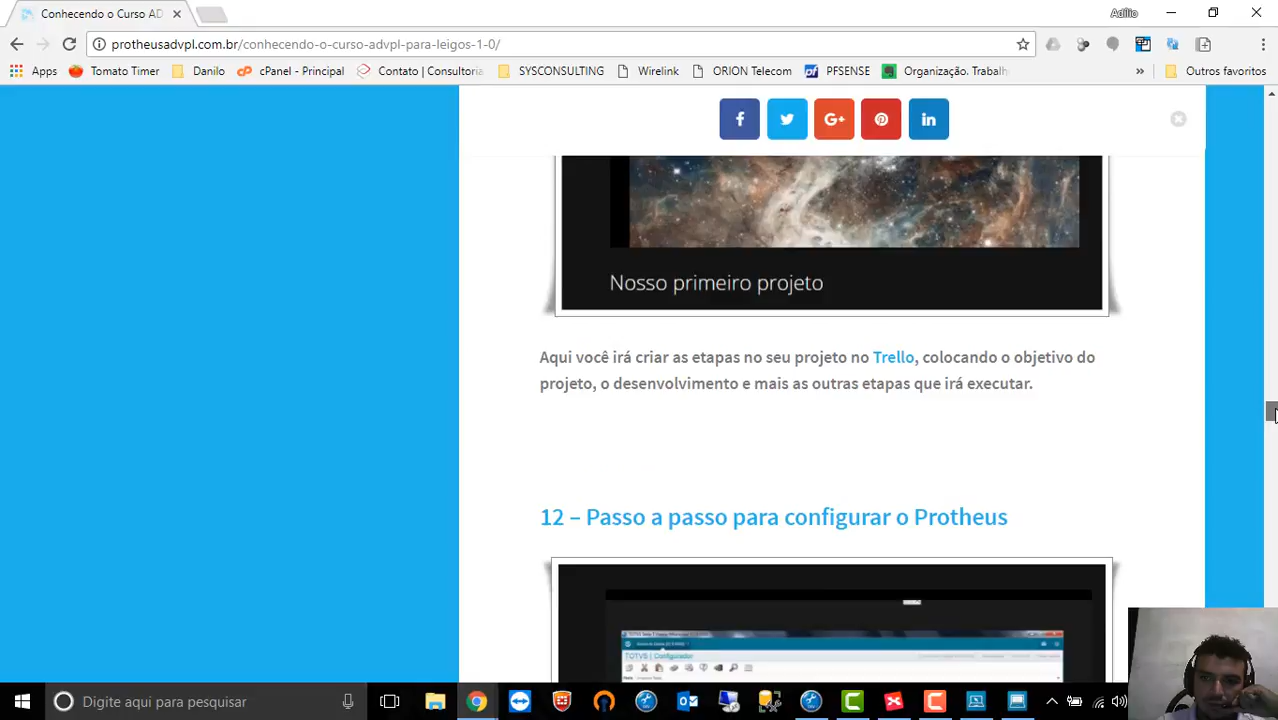 Conhecendo o Curso AD
Adílio
protheusadvpl.com.br/conhecendo-o-curso-advpl-para-leigos-1-0/
Apps
Tomato Timer
Danilo
cPanel - Principal
Contato | Consultoria
SYSCONSULTING
Wirelink
ORION Telecom
PFSENSE
Organização. Trabalh
»
Outros favoritos
Nosso primeiro projeto
Aqui você irá criar as etapas no seu projeto no Trello, colocando o objetivo do
projeto, o desenvolvimento e mais as outras etapas que irá executar.
12 – Passo a passo para configurar o Protheus
TOTVS | Configurador
Digite aqui para pesquisar